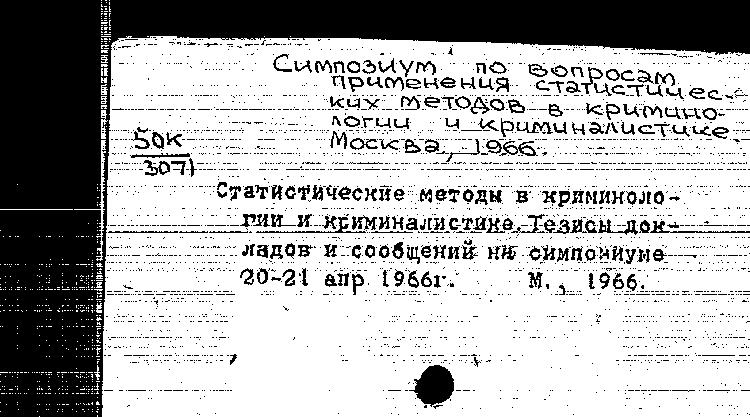 Симпозиум по вопросам
применения статистичес-
ких методов в кримино-
логии и криминалистике
Москва, 1966.
50к
3071
Статистические методы в криминоло-
гии и криминалистике. Тезисы док-
ладов и сообщений на симпозиуме
20-21 апр 1966г. М., 1966.